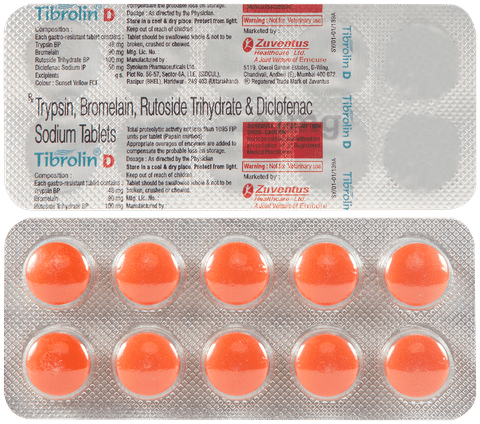 compensate the probable loss on storage.
Tibrolin D
Dosage : As directed by the Physician
Store in a cool & dry place. Protect from light.
Keep out of reach of children
Composition :
Each gastro-resistant tablet contains :
Tablet should be swallowed whole & not to be
broken, crushed or chewed.
Trypsin BP 48 mg
Bromelain 90 mg
Mfg. Lic. No. :
Rutoside Trihydrate BP 100 mg
Manufactured by :
Diclofenac Sodium IP 50 mg
Synokem Pharmaceuticals Ltd.
Excipients q.s.
Plot No. 56-57, Sector-6A, I.I.E. (SIDCUL),
Colour : Sunset Yellow FCF
Ranipur (BHEL), Haridwar-249 403 (Uttarakhand)
Warning : Not for Veterinary use
Marketed by :
Zuventus
Healthcare Ltd.
A Joint Venture of Emcure
5119, Oberoi Garden Estates, D-Wing,
Chandivali, Andheri (E), Mumbai 400 072.
® Registered Trade Mark of Zuventus
SY/01-01/139A
Tibrolin D
Rx Trypsin, Bromelain, Rutoside Trihydrate & Diclofenac
Sodium Tablets
Total proteolytic activity not less than
units per tablet
Appropriate overages of enzymes are added to
compensate the probable loss on storage.
Tibrolin® D
Dosage : As directed by the Physician
Store in a cool & dry place. Protect from light.
Keep out of reach of children
Composition :
Each gastro-resistant tablet contains :
Tablet should be swallowed whole & not to be
broken, crushed or chewed.
Trypsin BP 48 mg
Bromelain 90 mg
Mfg. Lic. No. :
Rutoside Trihydrate BP 100 mg
Manufactured by :
Warning : Not for Veterinary use
Marketed by :
Zuventus
Healthcare Ltd.
A Joint Venture of Emcure
SY/01-01/139A
Tibrolin D